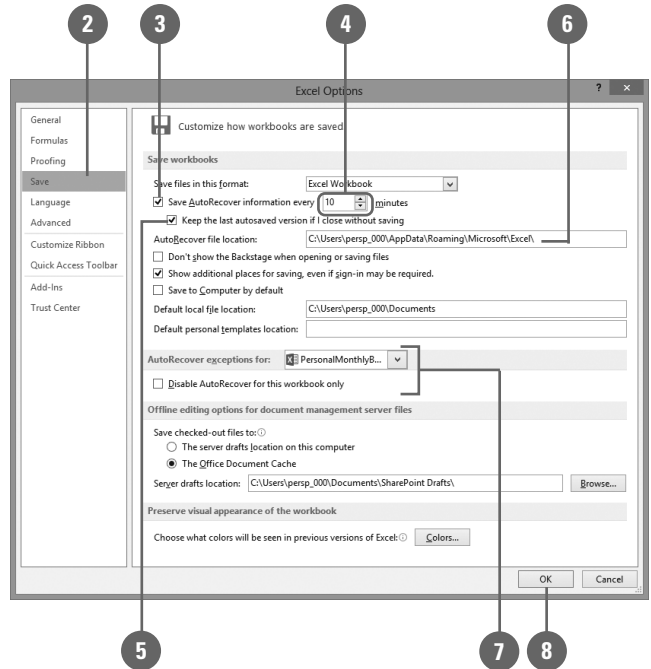 2 3 4 6
Excel Options ? ×
General
Formulas
Proofing
Save
Language
Advanced
Customize Ribbon
Quick Access Toolbar
Add-Ins
Trust Center
Customize how workbooks are saved.
Save workbooks
Save files in this format: Excel Workbook
Save AutoRecover information every 10 minutes
Keep the last autosaved version if I close without saving
AutoRecover file location: C:\Users\persp_000\AppData\Roaming\Microsoft\Excel\
Don't show the Backstage when opening or saving files
Show additional places for saving, even if sign-in may be required.
Save to Computer by default
Default local file location: C:\Users\persp_000\Documents
Default personal templates location:
AutoRecover exceptions for: PersonalMonthlyB...
Disable AutoRecover for this workbook only
Offline editing options for document management server files
Save checked-out files to:
The server drafts location on this computer
The Office Document Cache
Server drafts location: C:\Users\persp_000\Documents\SharePoint Drafts\ Browse...
Preserve visual appearance of the workbook
Choose what colors will be seen in previous versions of Excel: Colors...
OK Cancel
5 7 8